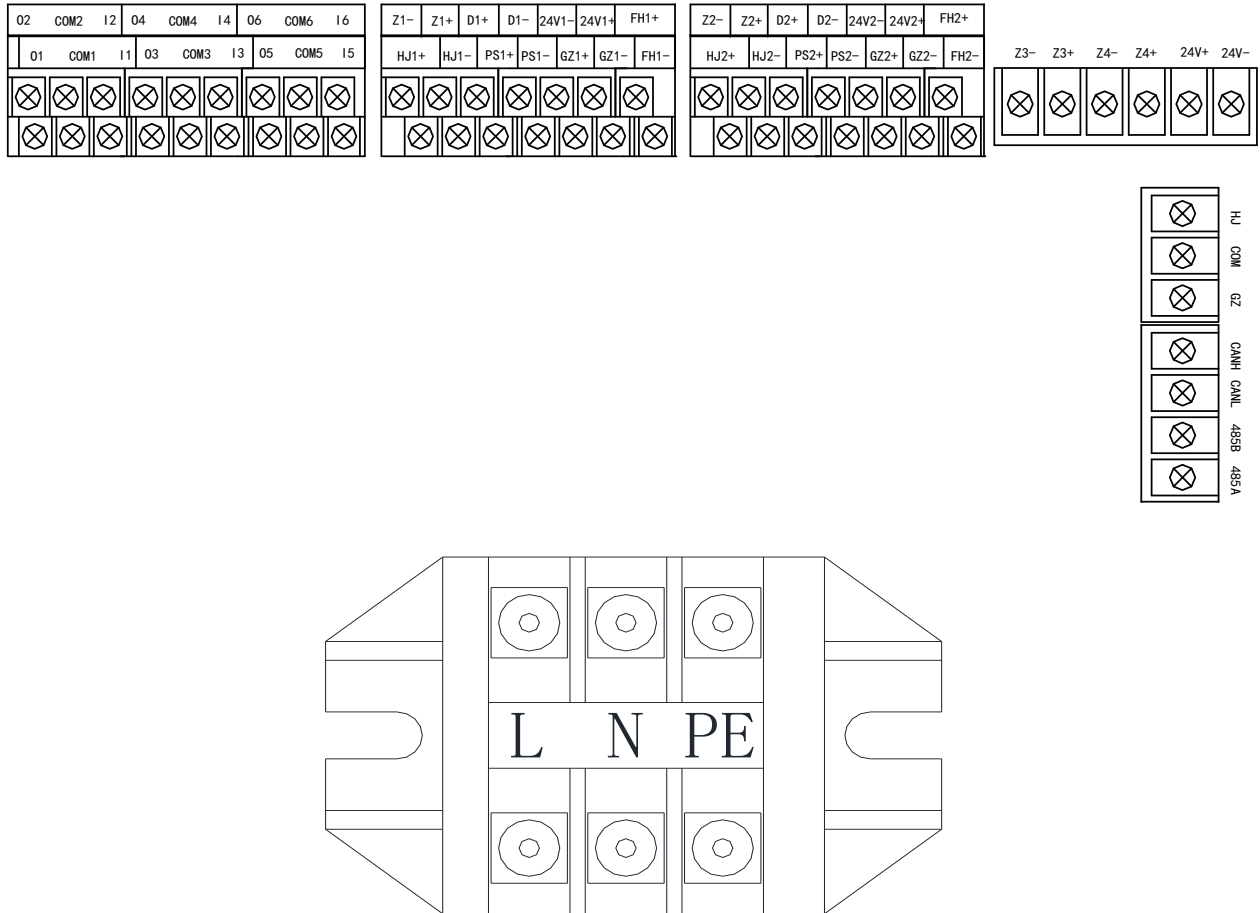 02 COM2 I2 04 COM4 I4 06 COM6 I6
01 COM1 I1 03 COM3 I3 05 COM5 I5
Z1- Z1+ D1+ D1- 24V1- 24V1+ FH1+
HJ1+ HJ1- PS1+ PS1- GZ1+ GZ1- FH1-
Z2- Z2+ D2+ D2- 24V2- 24V2+ FH2+
HJ2+ HJ2- PS2+ PS2- GZ2+ GZ2- FH2-
Z3- Z3+ Z4- Z4+ 24V+ 24V-
HJ
COM
GZ
CANH
CANL
485B
485A
L N PE